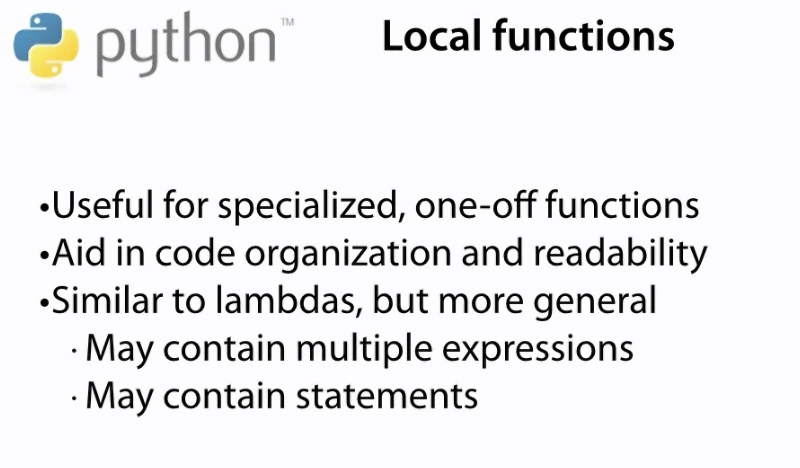 python™
Local functions
•Useful for specialized, one-off functions
•Aid in code organization and readability
•Similar to lambdas, but more general
· May contain multiple expressions
· May contain statements